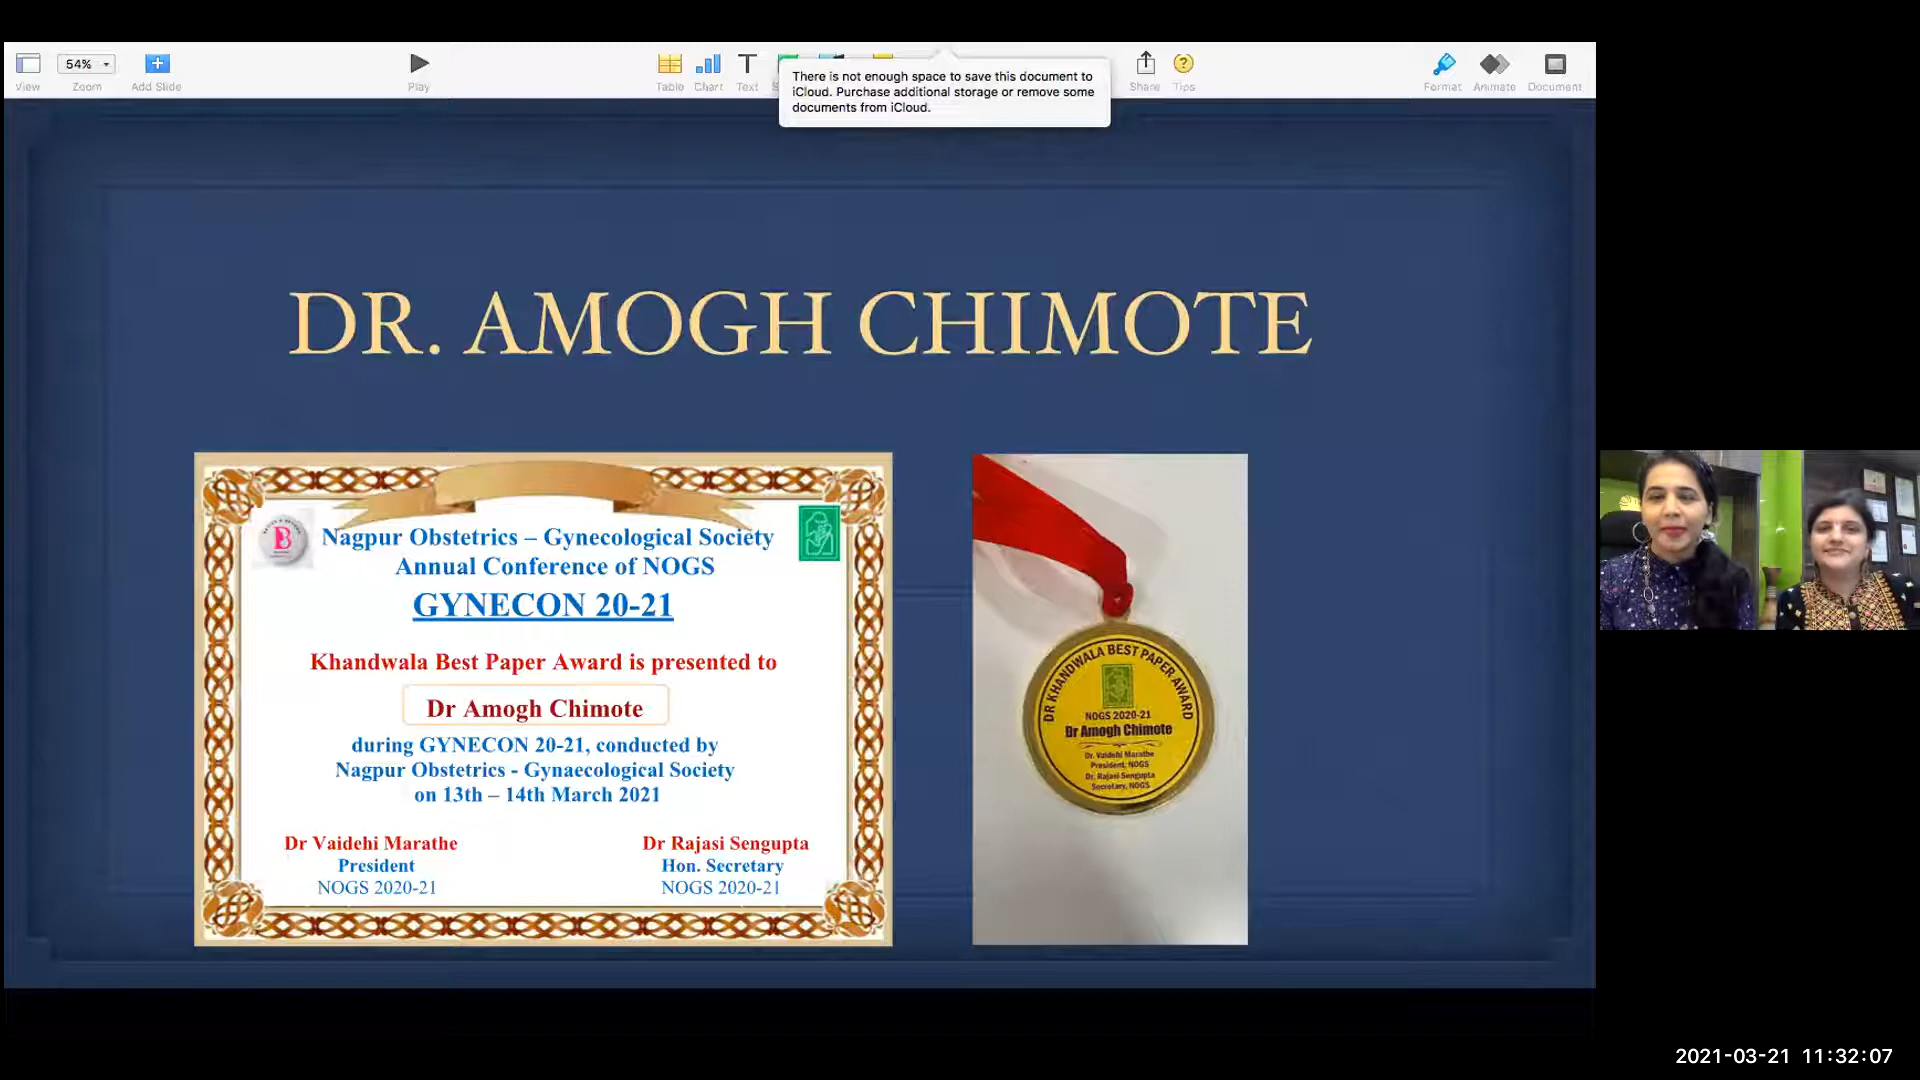 54%
View
Zoom
Add Slide
Play
Table
Chart
Text
There is not enough space to save this document to
iCloud. Purchase additional storage or remove some
documents from iCloud.
Share
Tips
Format
Animate
Document
DR. AMOGH CHIMOTE
Nagpur Obstetrics – Gynecological Society
Annual Conference of NOGS
GYNECON 20-21
Khandwala Best Paper Award is presented to
Dr Amogh Chimote
during GYNECON 20-21, conducted by
Nagpur Obstetrics - Gynaecological Society
on 13th – 14th March 2021
Dr Vaidehi Marathe
President
NOGS 2020-21
Dr Rajasi Sengupta
Hon. Secretary
NOGS 2020-21
DR KHANDWALA BEST PAPER AWARD
NOGS 2020-21
Dr Amogh Chimote
Dr. Vaidehi Marathe
President, NOGS
Dr. Rajasi Sengupta
Secretary, NOGS
2021-03-21 11:32:07